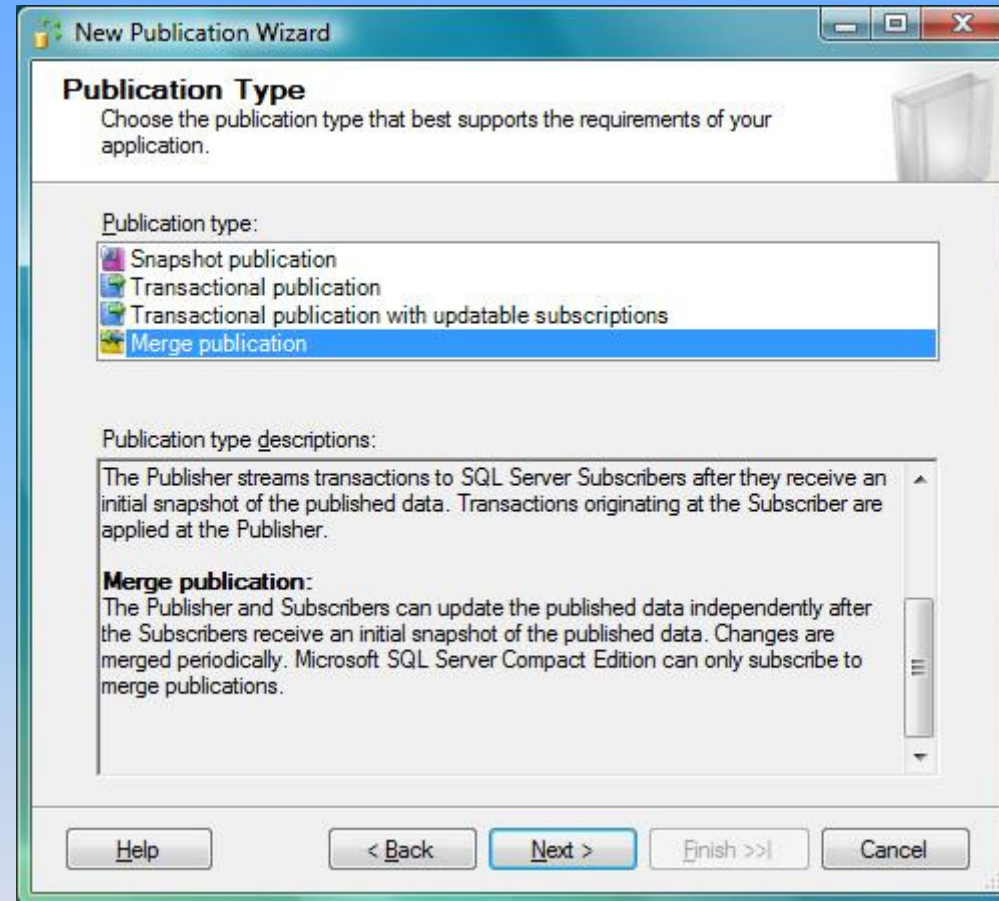 New Publication Wizard
Publication Type
Choose the publication type that best supports the requirements of your
application.
Publication type:
Snapshot publication
Transactional publication
Transactional publication with updatable subscriptions
Merge publication
Publication type descriptions:
The Publisher streams transactions to SQL Server Subscribers after they receive an
initial snapshot of the published data. Transactions originating at the Subscriber are
applied at the Publisher.
Merge publication:
The Publisher and Subscribers can update the published data independently after
the Subscribers receive an initial snapshot of the published data. Changes are
merged periodically. Microsoft SQL Server Compact Edition can only subscribe to
merge publications.
Help
< Back
Next >
Finish >>|
Cancel